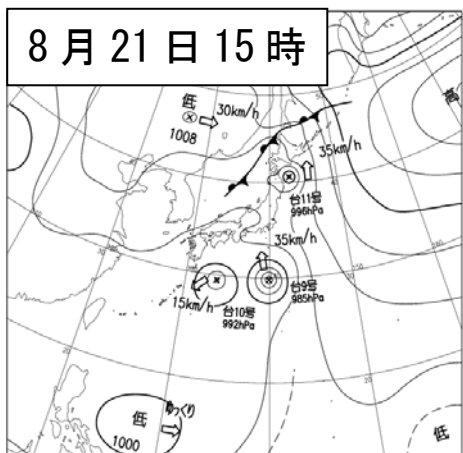 8月21日15時
低
30km/h
1008
高
35km/h
台11号
996hPa
35km/h
15km/h
台10号
992hPa
台9号
985hPa
低
ゆっくり
1000
低